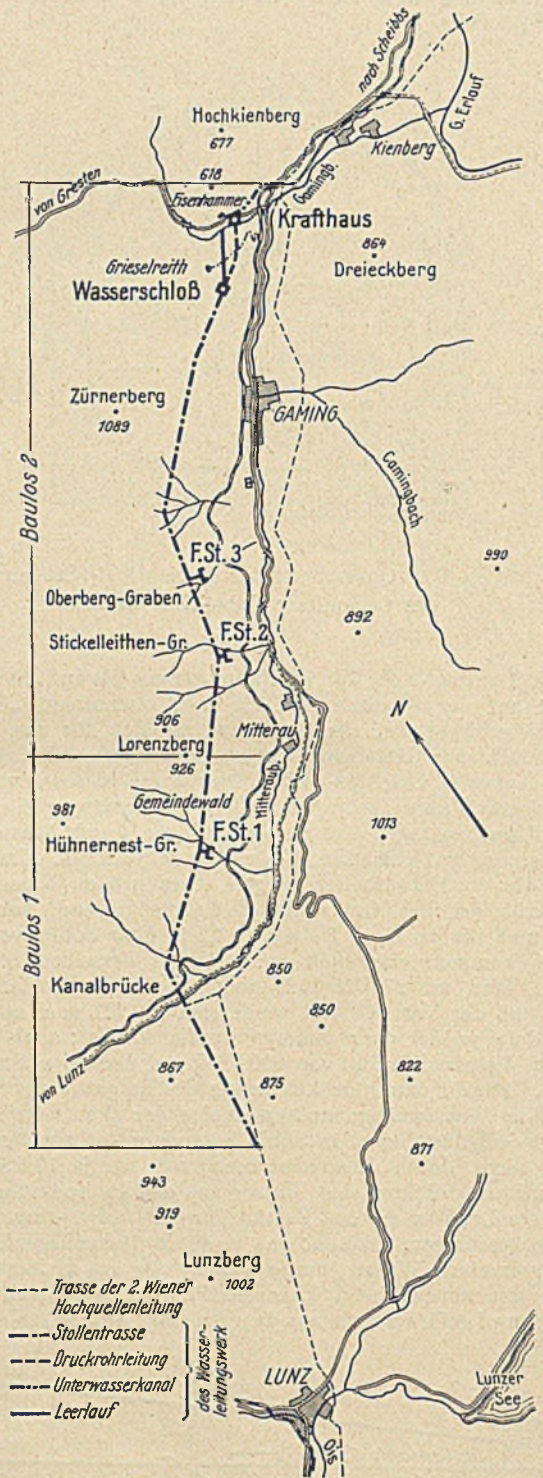 nach Scheibbs
Hochkienberg
677
G. Erlauf
Kienberg
618
Gamingb.
von Gresten
Eisenhammer
Krafthaus
864
Dreieckberg
Grieselreith
Wasserschloß
Zürnerberg
1089
GAMING
Gamingbach
Baulos 2
990
F.St. 3
Oberberg-Graben
892
F.St. 2
Stickelleithen-Gr.
N
906
Mitterau
Lorenzberg
926
Mitteraub.
Gemeindewald
981
F.St. 1
1013
Hühnernest-Gr.
Baulos 1
850
Kanalbrücke
850
von Lunz
867
875
822
871
943
919
Lunzberg
1002
Trasse der 2. Wiener
Hochquellenleitung
Stollentrasse
Druckrohrleitung
Unterwasserkanal
Leerlauf
des Wasser-
leitungswerk
LUNZ
Lunzer
See
Ois